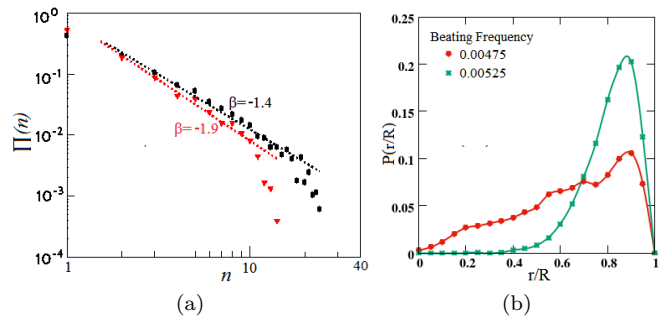 10⁰
10⁻¹
10⁻²
10⁻³
10⁻⁴
∏(n)
β=-1.4
β=-1.9
1
10
40
n
(a)
0.25
0.20
0.15
0.10
0.05
0
P(r/R)
Beating Frequency
0.00475
0.00525
0.0 0.2 0.4 0.6 0.8 1
r/R
(b)